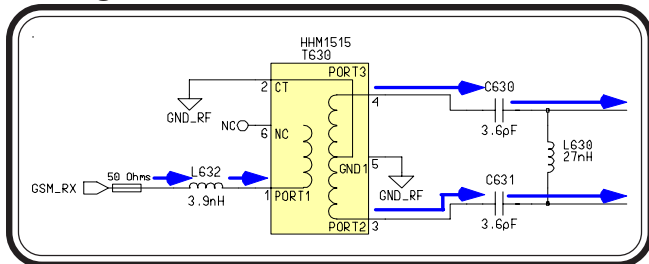 HHM1515
T630
PORT3
2 CT
4
C630
GND_RF
NC
6 NC
3.6pF
L630
27nH
GND1
5
GSM_RX
50 Ohms
L632
3.9nH
1 PORT1
GND_RF
C631
PORT2 3
3.6pF